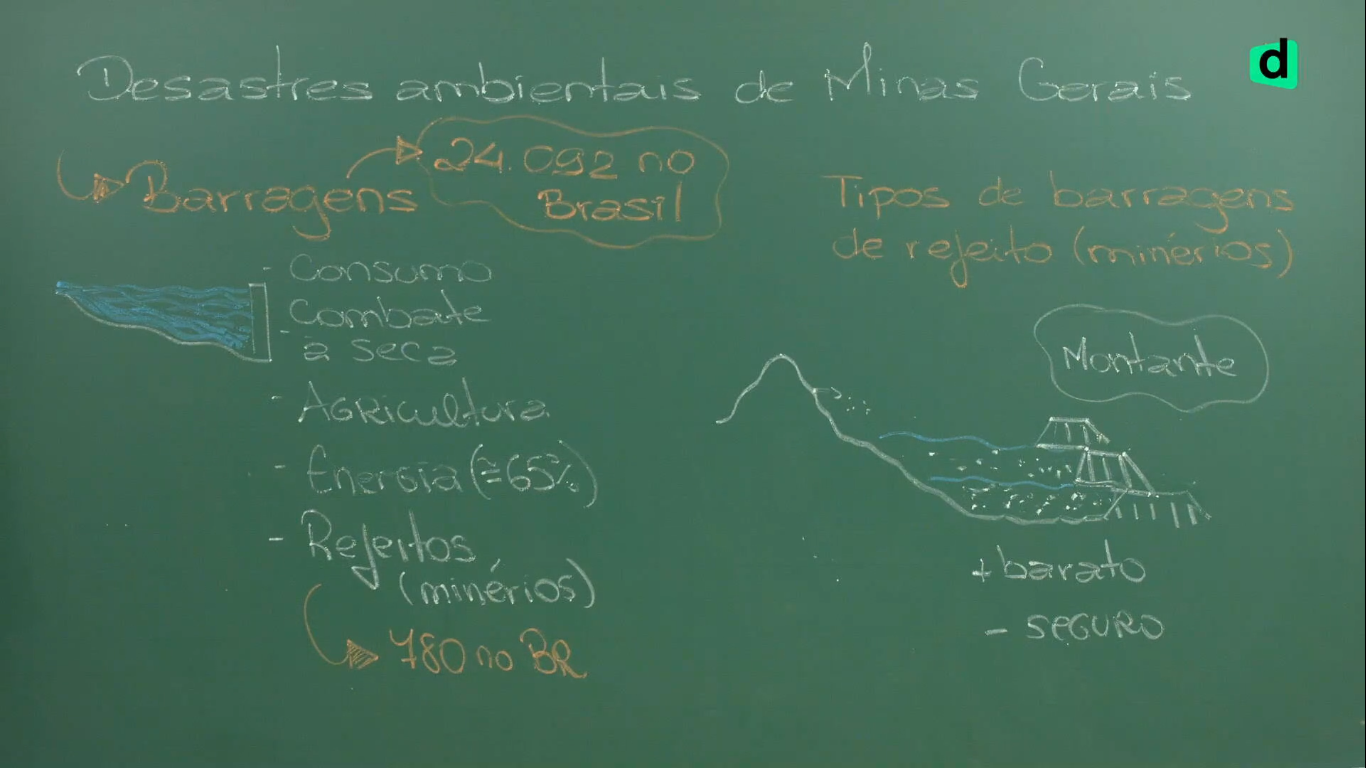 d
Desastres ambientais de Minas Gerais
Barragens
24.092 no
Brasil
- Consumo
- Combate
à seca
- Agricultura
- Energia (≅65%)
- Rejeitos
(minérios)
780 no BR
Tipos de barragens
de rejeito (minérios)
Montante
+ barato
- SEGURO